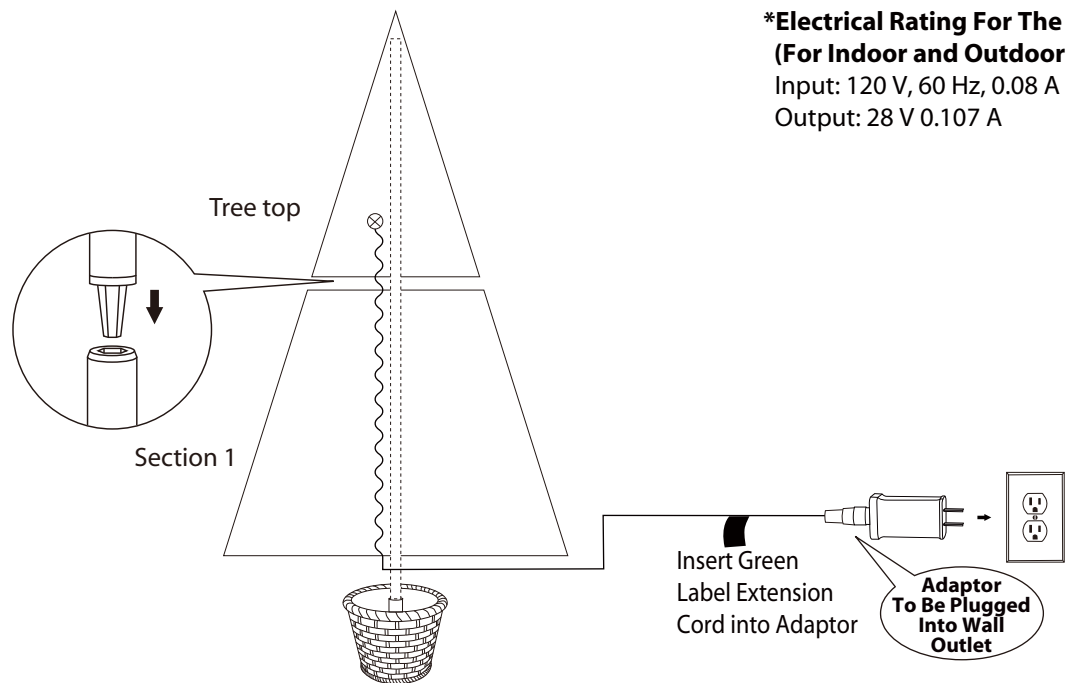 *Electrical Rating For The
(For Indoor and Outdoor
Input: 120 V, 60 Hz, 0.08 A
Output: 28 V 0.107 A
Tree top
Section 1
Insert Green
Label Extension
Cord into Adaptor
Adaptor
To Be Plugged
Into Wall
Outlet